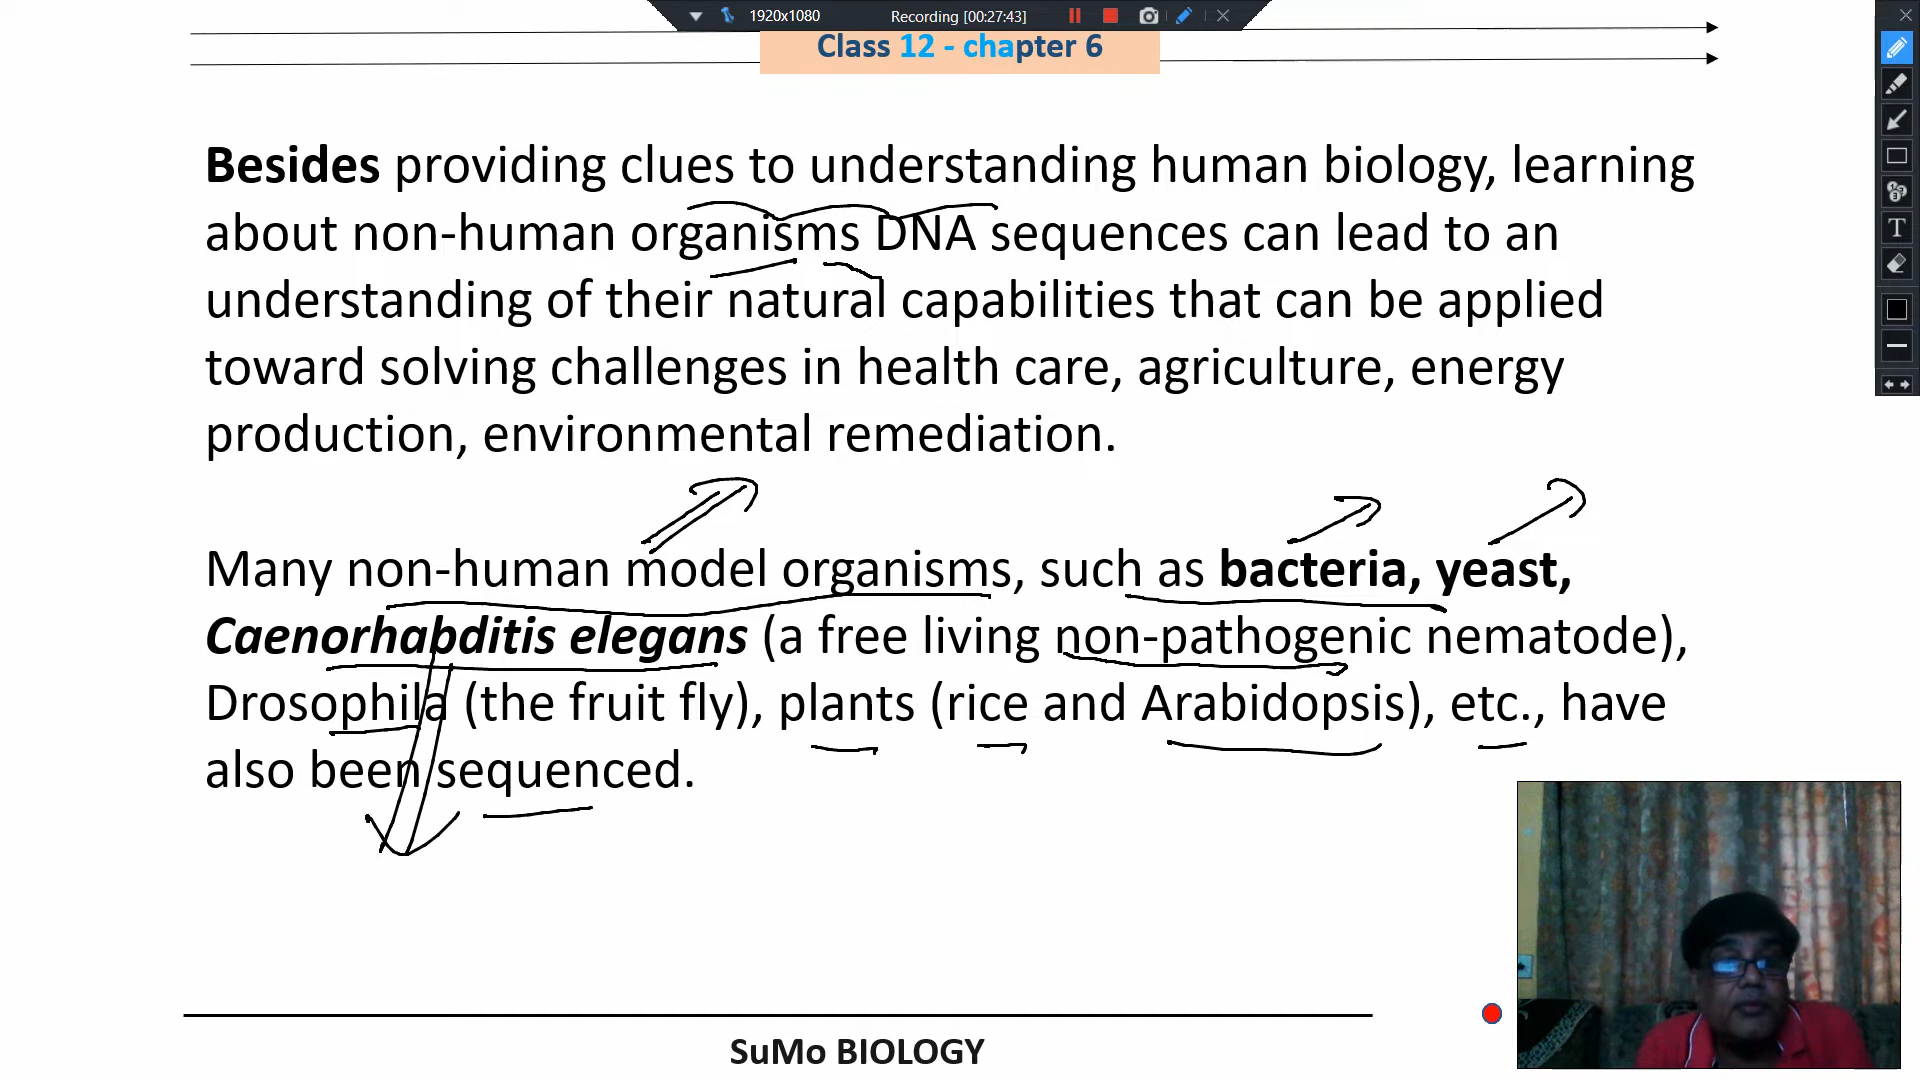 1920x1080 Recording [00:27:43]
Class 12 - chapter 6
Besides providing clues to understanding human biology, learning
about non-human organisms DNA sequences can lead to an
understanding of their natural capabilities that can be applied
toward solving challenges in health care, agriculture, energy
production, environmental remediation.
Many non-human model organisms, such as bacteria, yeast,
Caenorhabditis elegans (a free living non-pathogenic nematode),
Drosophila (the fruit fly), plants (rice and Arabidopsis), etc., have
also been sequenced.
SuMo BIOLOGY